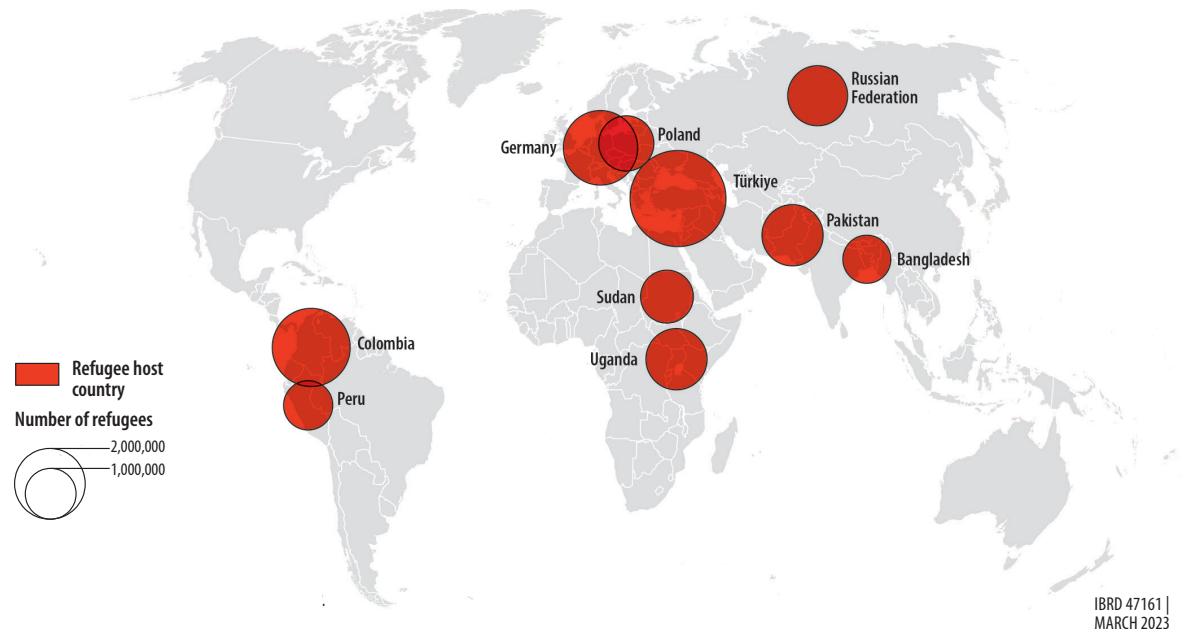 Russian
Federation
Germany
Poland
Türkiye
Pakistan
Bangladesh
Sudan
Uganda
Colombia
Peru
Refugee host
country
Number of refugees
2,000,000
1,000,000
IBRD 47161 |
MARCH 2023